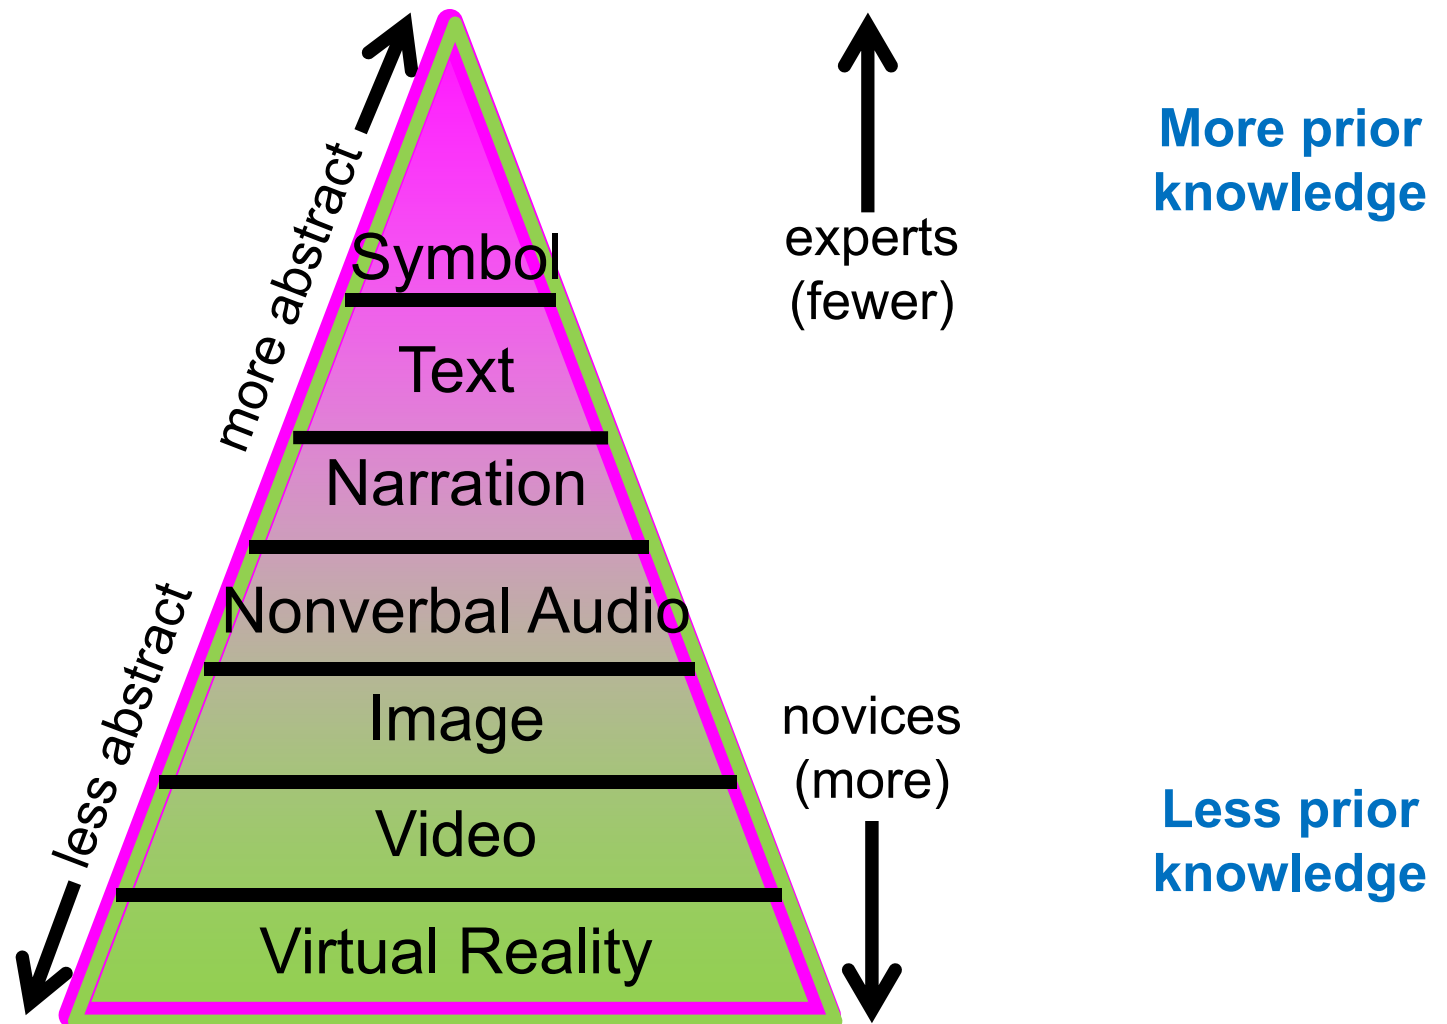 more abstract
less abstract
Symbol
Text
Narration
Nonverbal Audio
Image
Video
Virtual Reality
experts
(fewer)
novices
(more)
More prior
knowledge
Less prior
knowledge